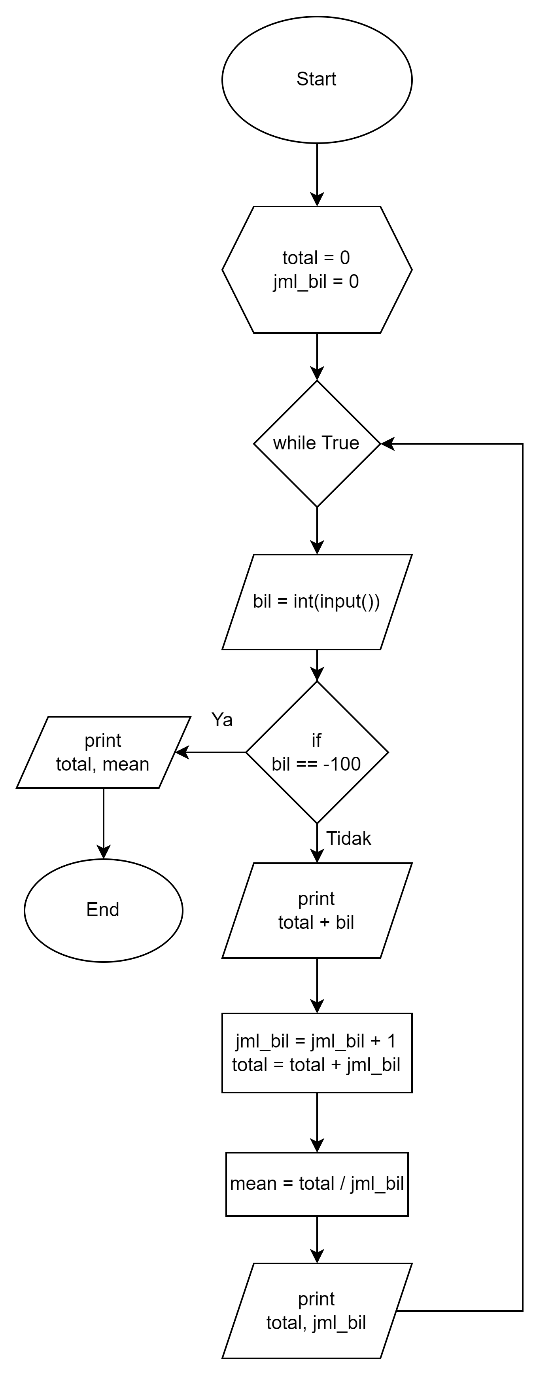 Start
total = 0
jml_bil = 0
while True
bil = int(input())
if
bil == -100
Ya
print
total, mean
End
Tidak
print
total + bil
jml_bil = jml_bil + 1
total = total + jml_bil
mean = total / jml_bil
print
total, jml_bil